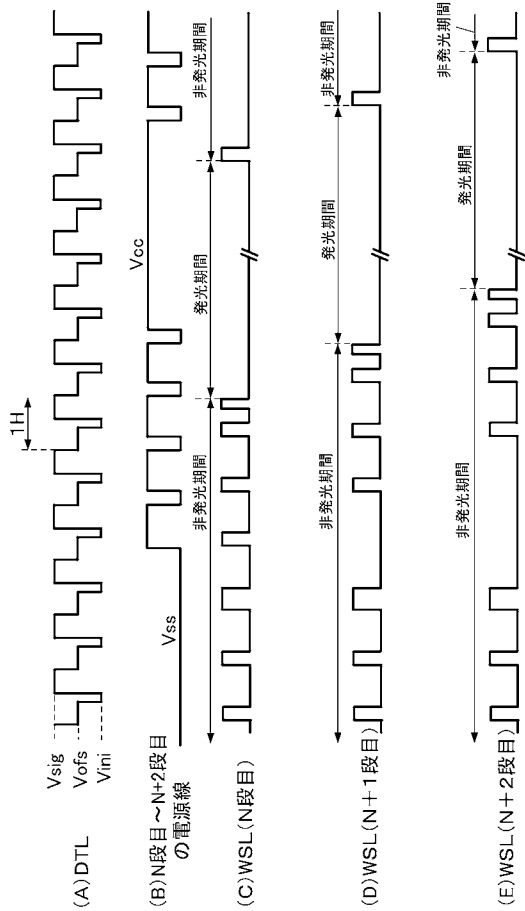 1H
Vsig
Vofs
Vini
(A)DTL
Vcc
Vss
(B)N段目～N+2段目
の電源線
非発光期間
発光期間
非発光期間
(C)WSL(N段目)
非発光期間
発光期間
非発光期間
(D)WSL(N+1段目)
非発光期間
発光期間
非発光期間
(E)WSL(N+2段目)